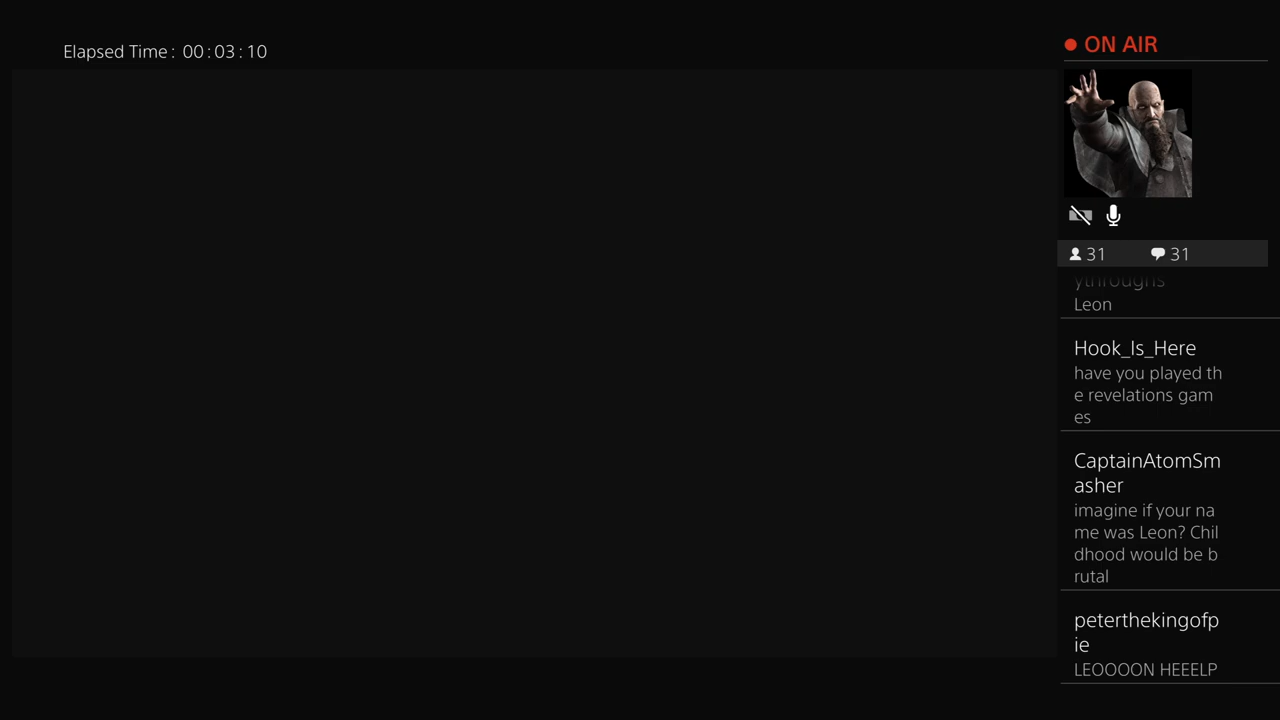 Elapsed Time: 00:03:10
ON AIR
31 31
ythroughs
Leon
Hook_Is_Here
have you played th
e revelations gam
es
CaptainAtomSm
asher
imagine if your na
me was Leon? Chil
dhood would be b
rutal
peterthekingofp
ie
LEOOOON HEEELP